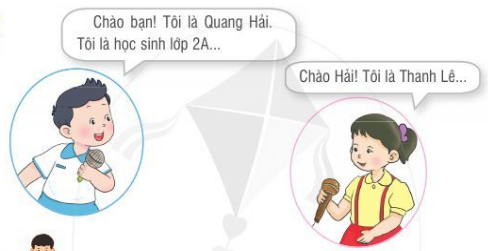 Chào bạn! Tôi là Quang Hải.
Tôi là học sinh lớp 2A...
Chào Hải! Tôi là Thanh Lê...